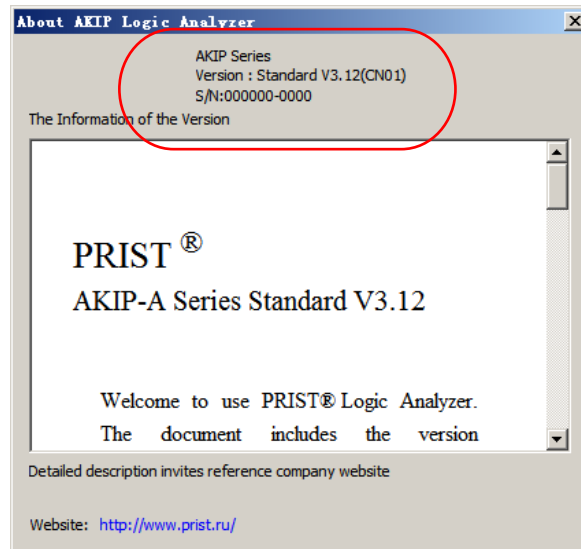 About AKIP Logic Analyzer
AKIP Series
Version : Standard V3.12(CN01)
S/N:000000-0000
The Information of the Version
PRIST ®
AKIP-A Series Standard V3.12
Welcome to use PRIST® Logic Analyzer.
The document includes the version
Detailed description invites reference company website
Website: http://www.prist.ru/